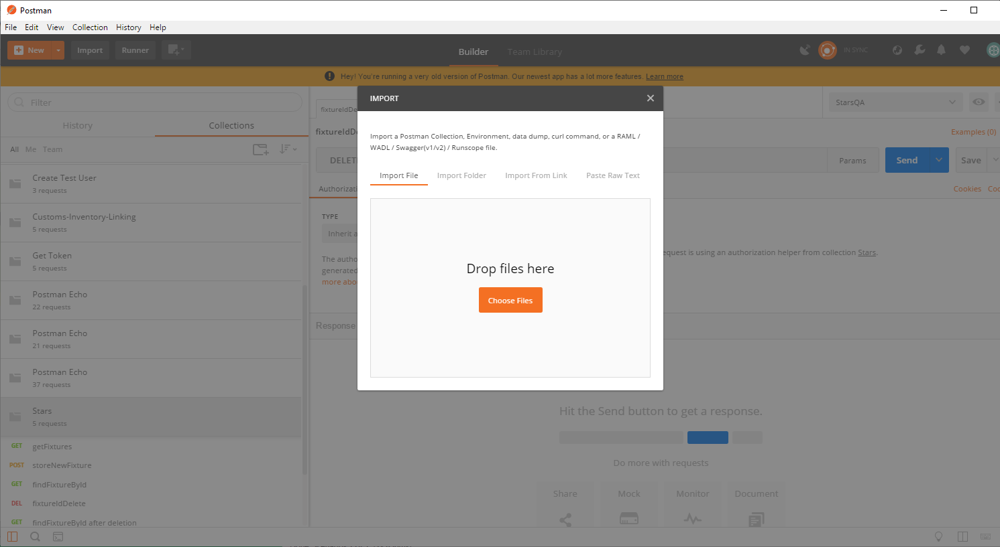 Postman
File Edit View Collection History Help
New Import Runner Builder Team Library IN SYNC
Hey! You're running a very old version of Postman. Our newest app has a lot more features. Learn more
Filter
History Collections
All Me Team
Create Test User
3 requests
Customs-Inventory-Linking
5 requests
Get Token
5 requests
Postman Echo
22 requests
Postman Echo
21 requests
Postman Echo
37 requests
Stars
5 requests
GET getFixtures
POST storeNewFixture
GET findFixtureById
DEL fixtureIdDelete
GET findFixtureById after deletion
fixtureIdDe
StarsQA
fixtureIdD
Examples (0)
DELET
Params Send Save
Authorizati
Cookies Coo
TYPE
Inherit a
The autho
generated
more abo
equest is using an authorization helper from collection Stars.
Response
IMPORT
Import a Postman Collection, Environment, data dump, curl command, or a RAML /
WADL / Swagger(v1/v2) / Runscope file.
Import File Import Folder Import From Link Paste Raw Text
Drop files here
Choose Files
Hit the Send button to get a response.
Do more with requests
Share Mock Monitor Document